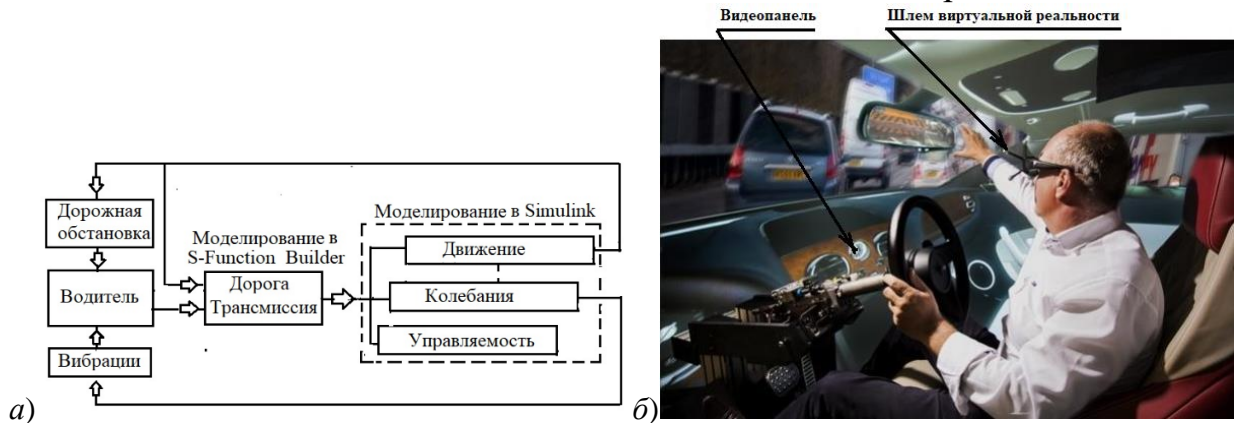 Видеопанель
Шлем виртуальной реальности
Дорожная
обстановка
Водитель
Вибрации
Моделирование в
S-Function Builder
Дорога
Трансмиссия
Моделирование в Simulink
Движение
Колебания
Управляемость
а)
б)